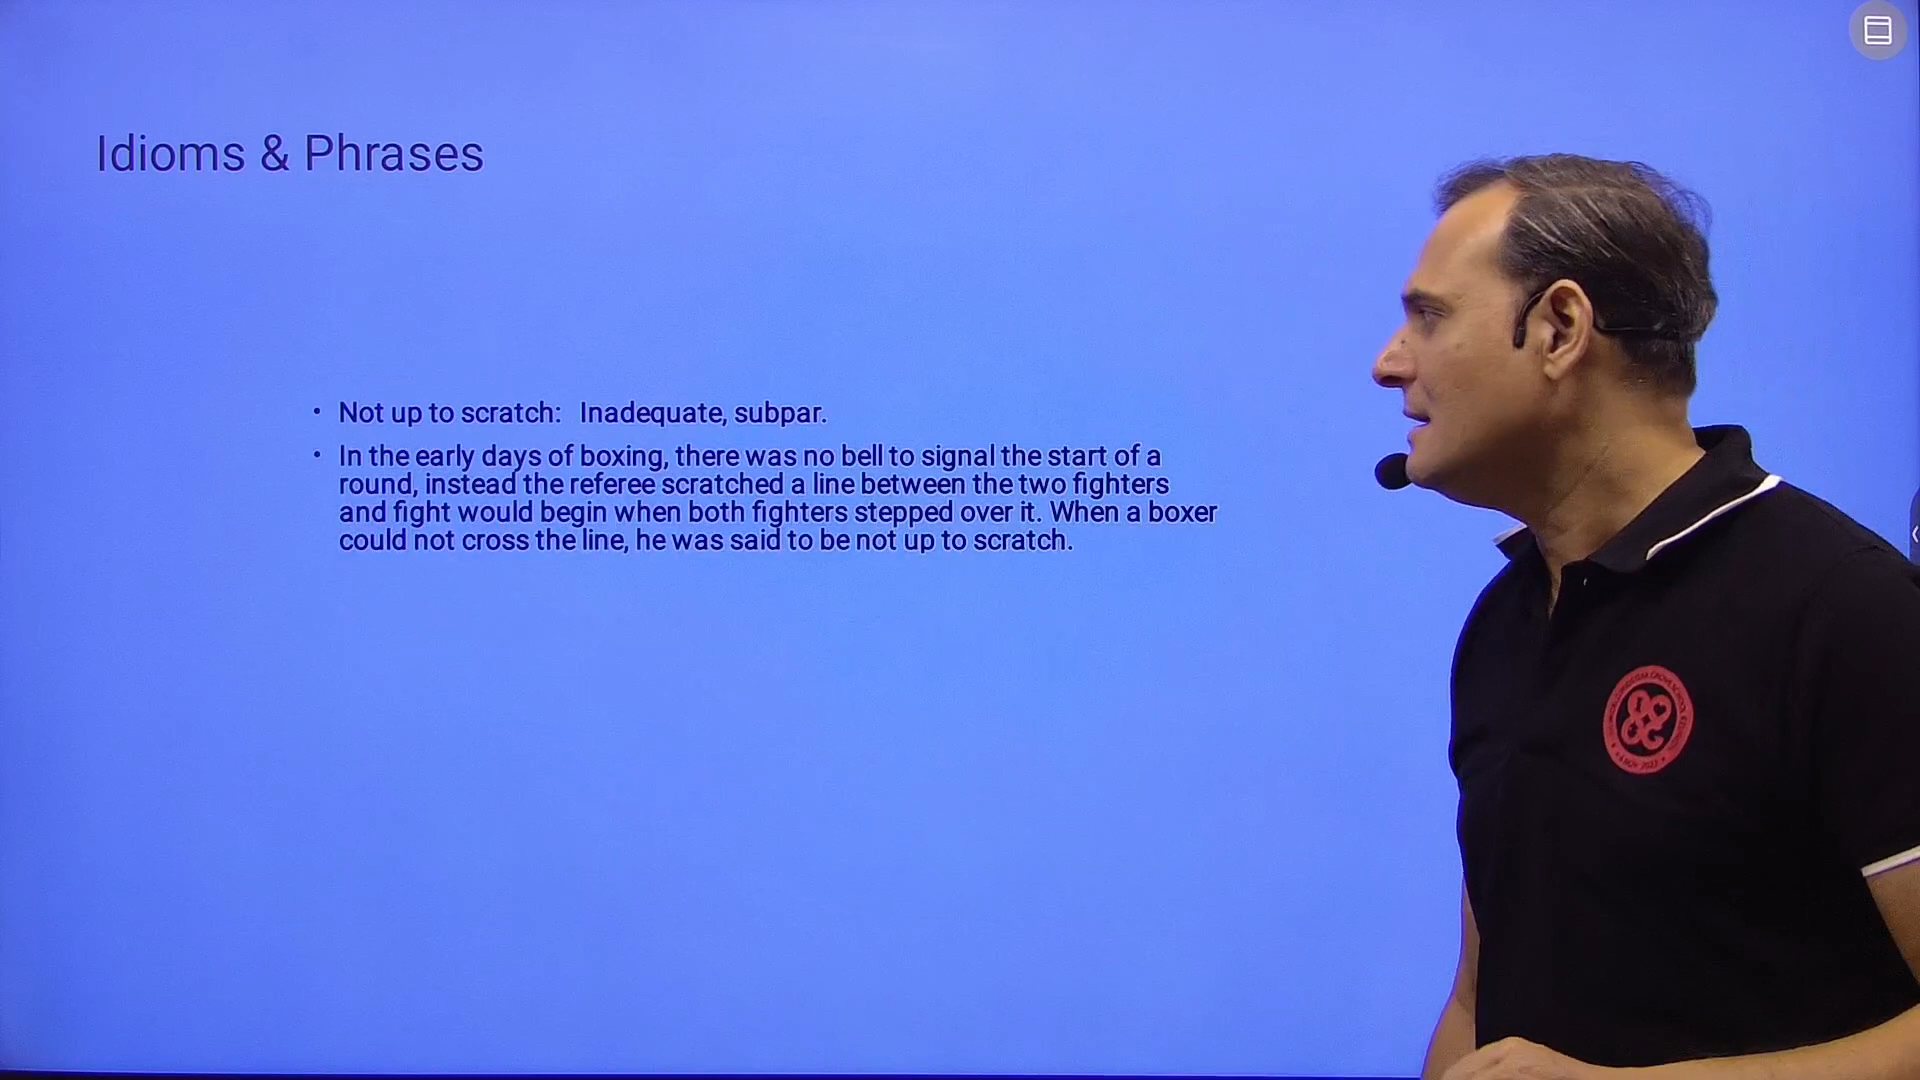 Idioms & Phrases
• Not up to scratch: Inadequate, subpar.
• In the early days of boxing, there was no bell to signal the start of a
round, instead the referee scratched a line between the two fighters
and fight would begin when both fighters stepped over it. When a boxer
could not cross the line, he was said to be not up to scratch.